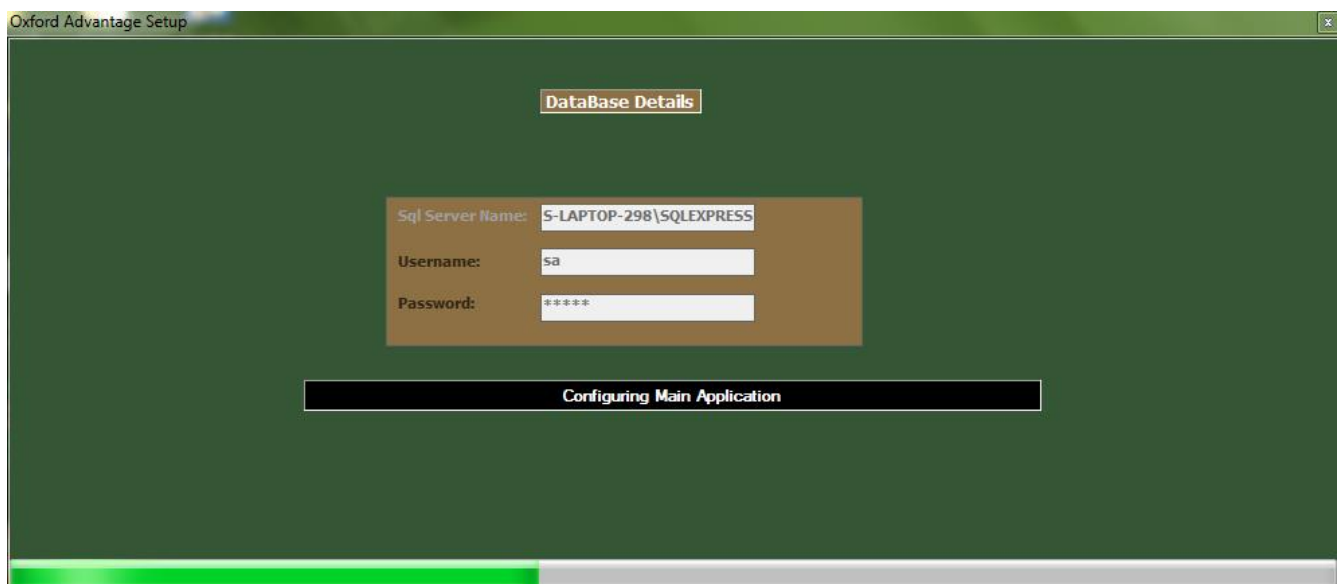 Oxford Advantage Setup
x
DataBase Details
Sql Server Name: S-LAPTOP-298\SQLEXPRESS
Username: sa
Password: *****
Configuring Main Application